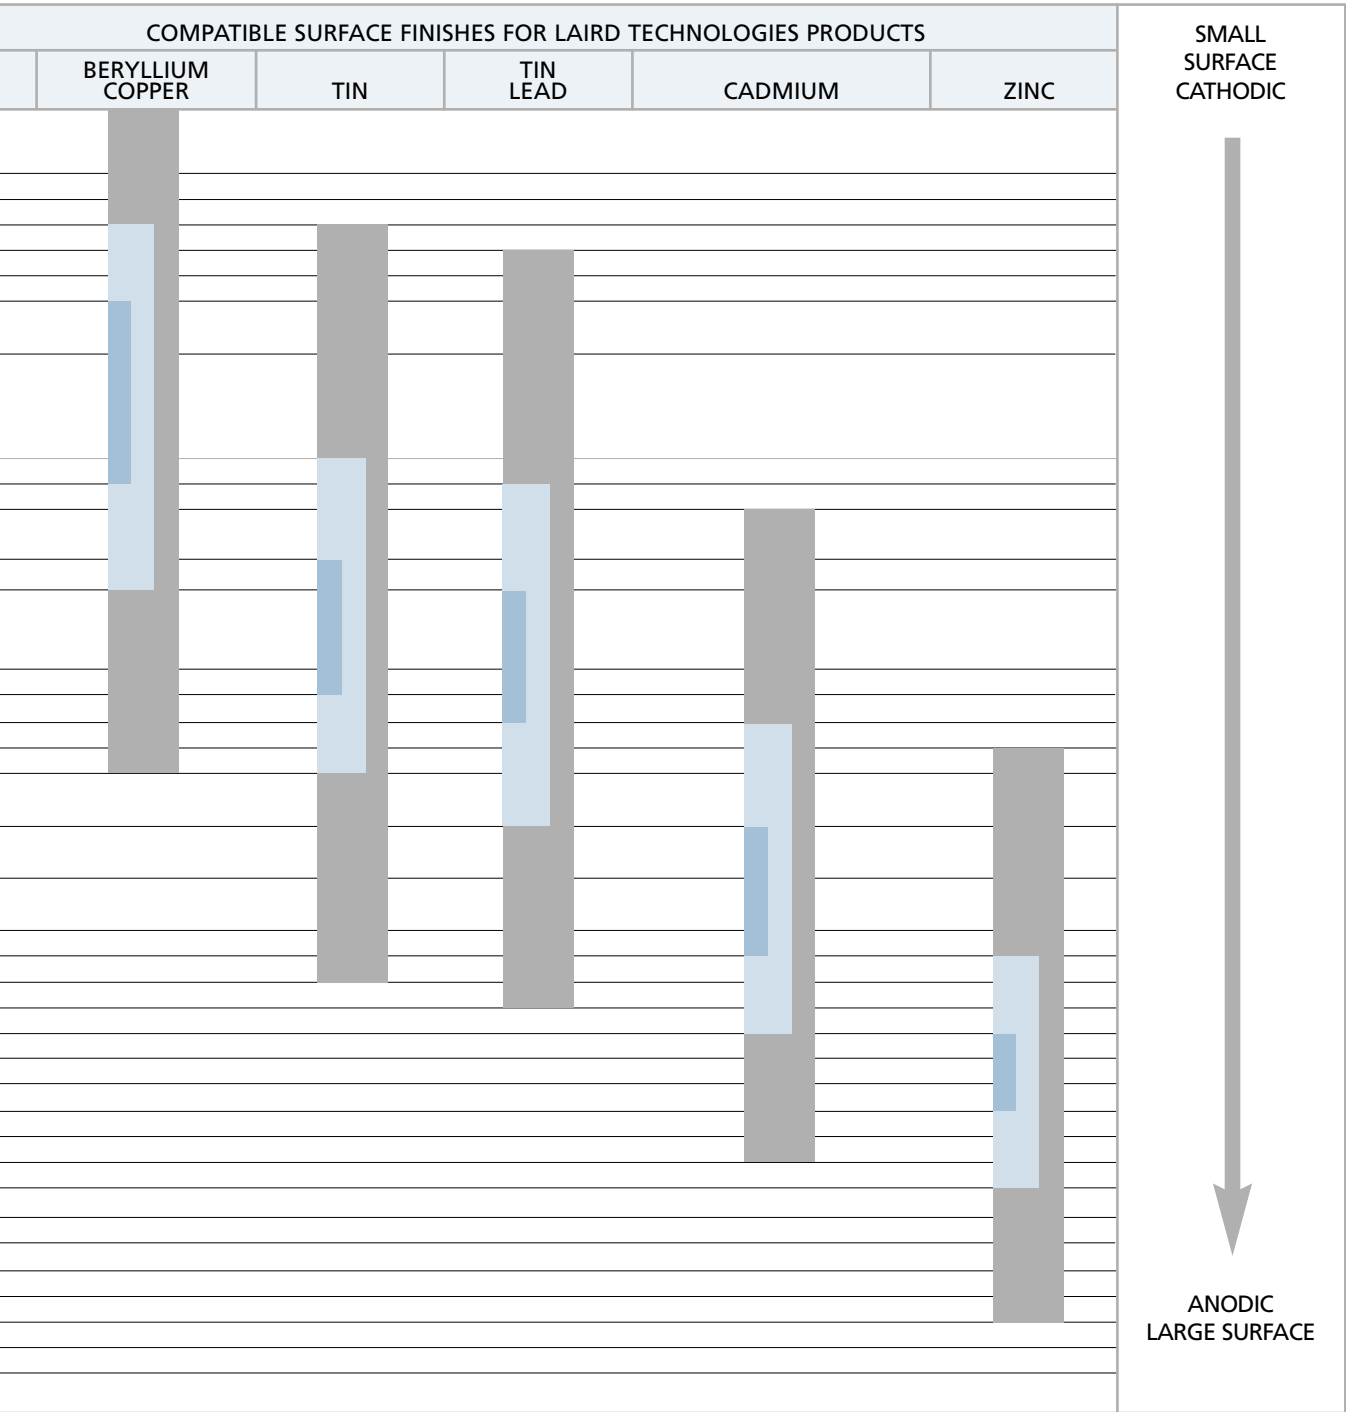 COMPATIBLE SURFACE FINISHES FOR LAIRD TECHNOLOGIES PRODUCTS
BERYLLIUM
COPPER
TIN
TIN
LEAD
CADMIUM
ZINC
SMALL
SURFACE
CATHODIC
ANODIC
LARGE SURFACE